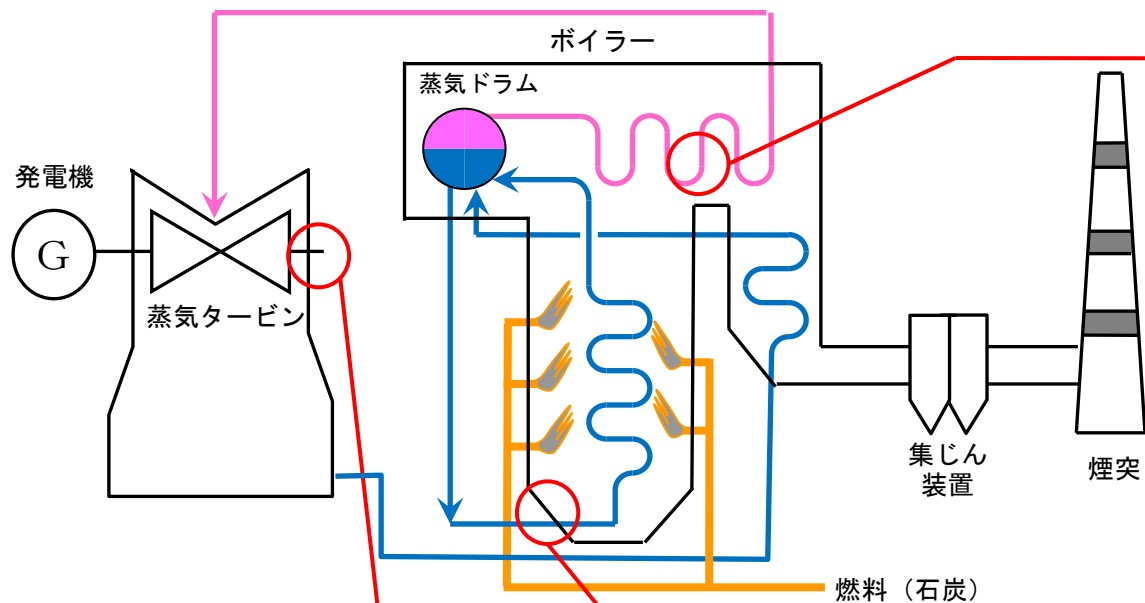 ボイラー
蒸気ドラム
発電機
G
蒸気タービン
集じん
装置
煙突
燃料（石炭）